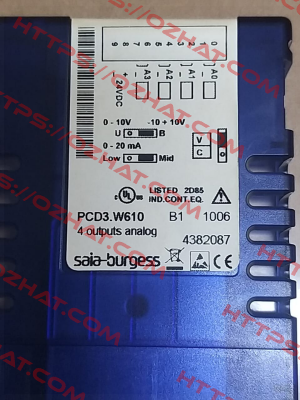 9 8 7 6 5 4 3 2 1 0
+ - A3 - A2 - A1 - A0
24VDC
0 - 10V -10 + 10V
U B
V
0 - 20 mA
C
Low Mid
c UL us LISTED 2D85
IND.CONT.EQ.
PCD3.W610 B1 1006
4 outputs analog
4382087
saia-burgess
CE
HTTPS://OZHAT.COM